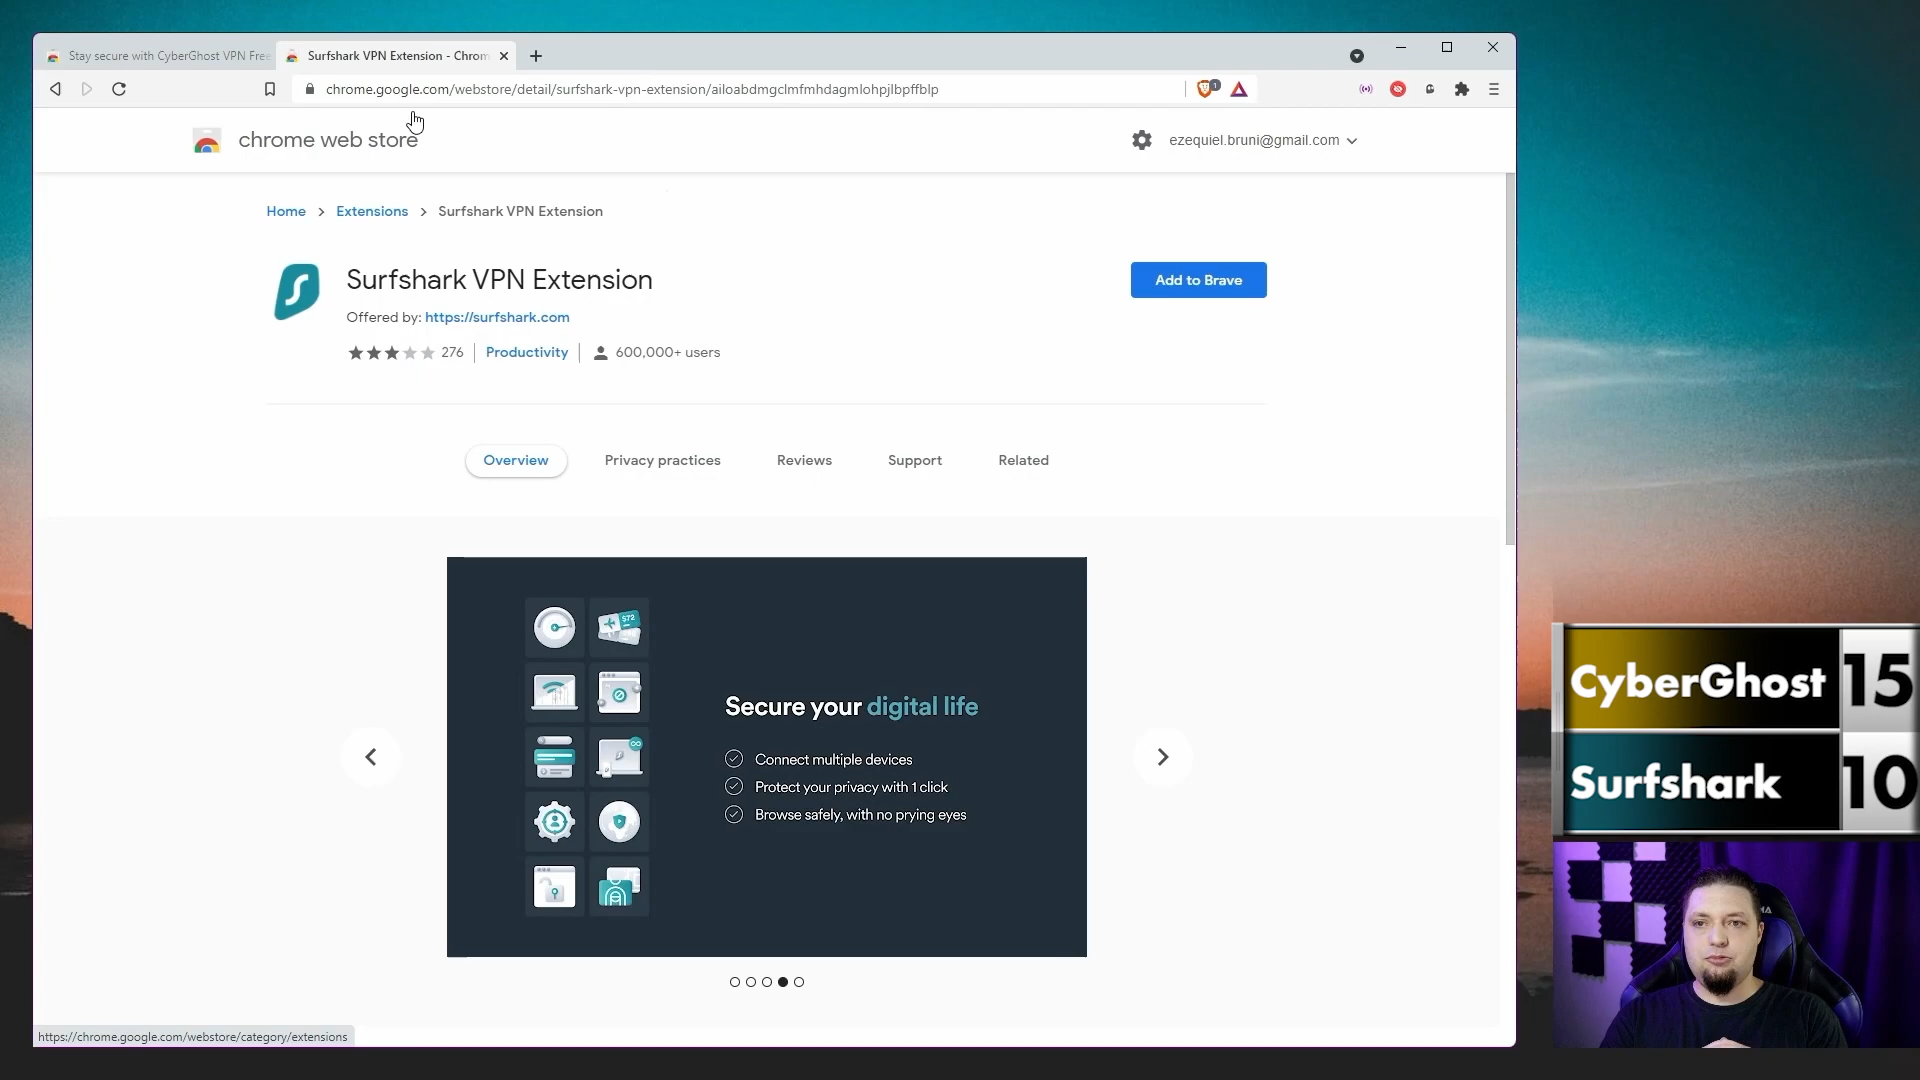 Stay secure with CyberGhost VPN Free
Surfshark VPN Extension - Chrom
chrome.google.com/webstore/detail/surfshark-vpn-extension/ailoabdmgclmfmhdagmlohpjlbpffblp
1
chrome web store
ezequiel.bruni@gmail.com
Home > Extensions > Surfshark VPN Extension
Surfshark VPN Extension
Add to Brave
Offered by: https://surfshark.com
276
Productivity
600,000+ users
Overview
Privacy practices
Reviews
Support
Related
$72
Secure your digital life
Connect multiple devices
Protect your privacy with 1 click
Browse safely, with no prying eyes
CyberGhost 15
Surfshark 10
https://chrome.google.com/webstore/category/extensions